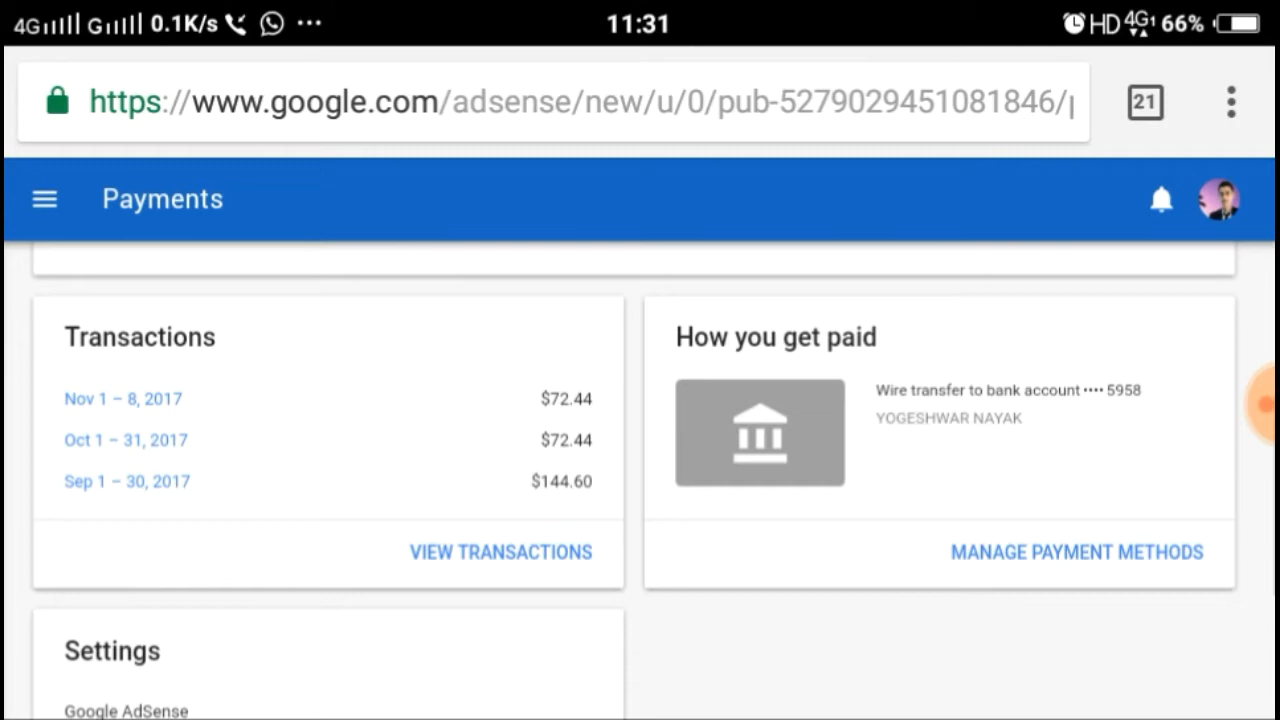 4G G 0.1K/s ••• 11:31 HD 4G1 66%
https://www.google.com/adsense/new/u/0/pub-5279029451081846/ 21
Payments
Transactions
Nov 1 – 8, 2017 $72.44
Oct 1 – 31, 2017 $72.44
Sep 1 – 30, 2017 $144.60
VIEW TRANSACTIONS
How you get paid
Wire transfer to bank account •••• 5958
YOGESHWAR NAYAK
MANAGE PAYMENT METHODS
Settings
Google AdSense